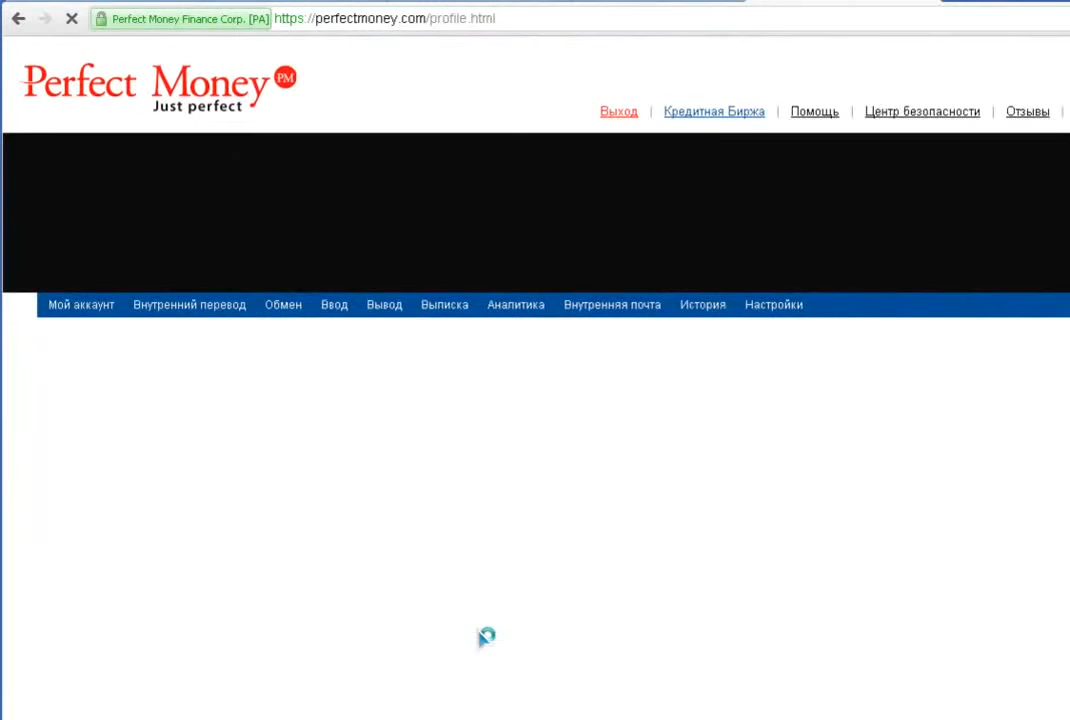 Perfect Money Finance Corp. [PA] https://perfectmoney.com/profile.html
Perfect Money PM
Just perfect
Выход | Кредитная Биржа | Помощь | Центр безопасности | Отзывы |
Мой аккаунт Внутренний перевод Обмен Ввод Вывод Выписка Аналитика Внутренняя почта История Настройки